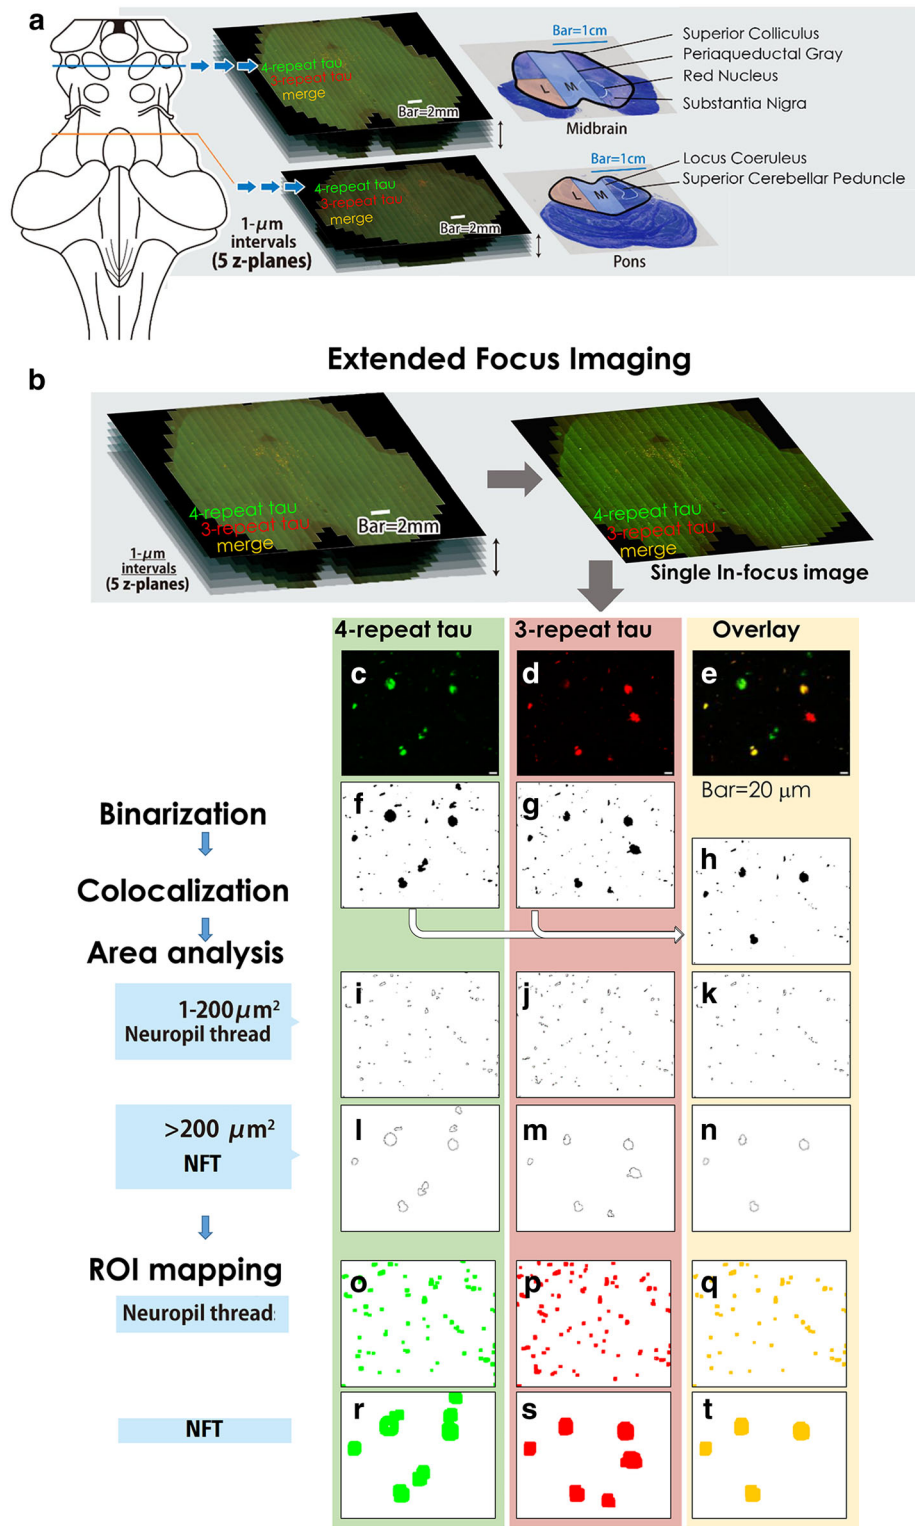 a
Bar=1cm
Superior Colliculus
Periaqueductal Gray
Red Nucleus
Substantia Nigra
4-repeat tau
3-repeat tau
merge
Bar=2mm
L M
Midbrain
Bar=1cm
Locus Coeruleus
Superior Cerebellar Peduncle
4-repeat tau
3-repeat tau
merge
Bar=2mm
L M
Pons
1-μm
intervals
(5 z-planes)
Extended Focus Imaging
b
4-repeat tau
3-repeat tau
merge
Bar=2mm
1-μm
intervals
(5 z-planes)
4-repeat tau
3-repeat tau
merge
Single In-focus image
4-repeat tau
3-repeat tau
Overlay
c
d
e
Bar=20 μm
Binarization
f
g
h
Colocalization
Area analysis
1-200μm²
Neuropil thread
i
j
k
>200 μm²
NFT
l
m
n
ROI mapping
Neuropil thread
o
p
q
NFT
r
s
t